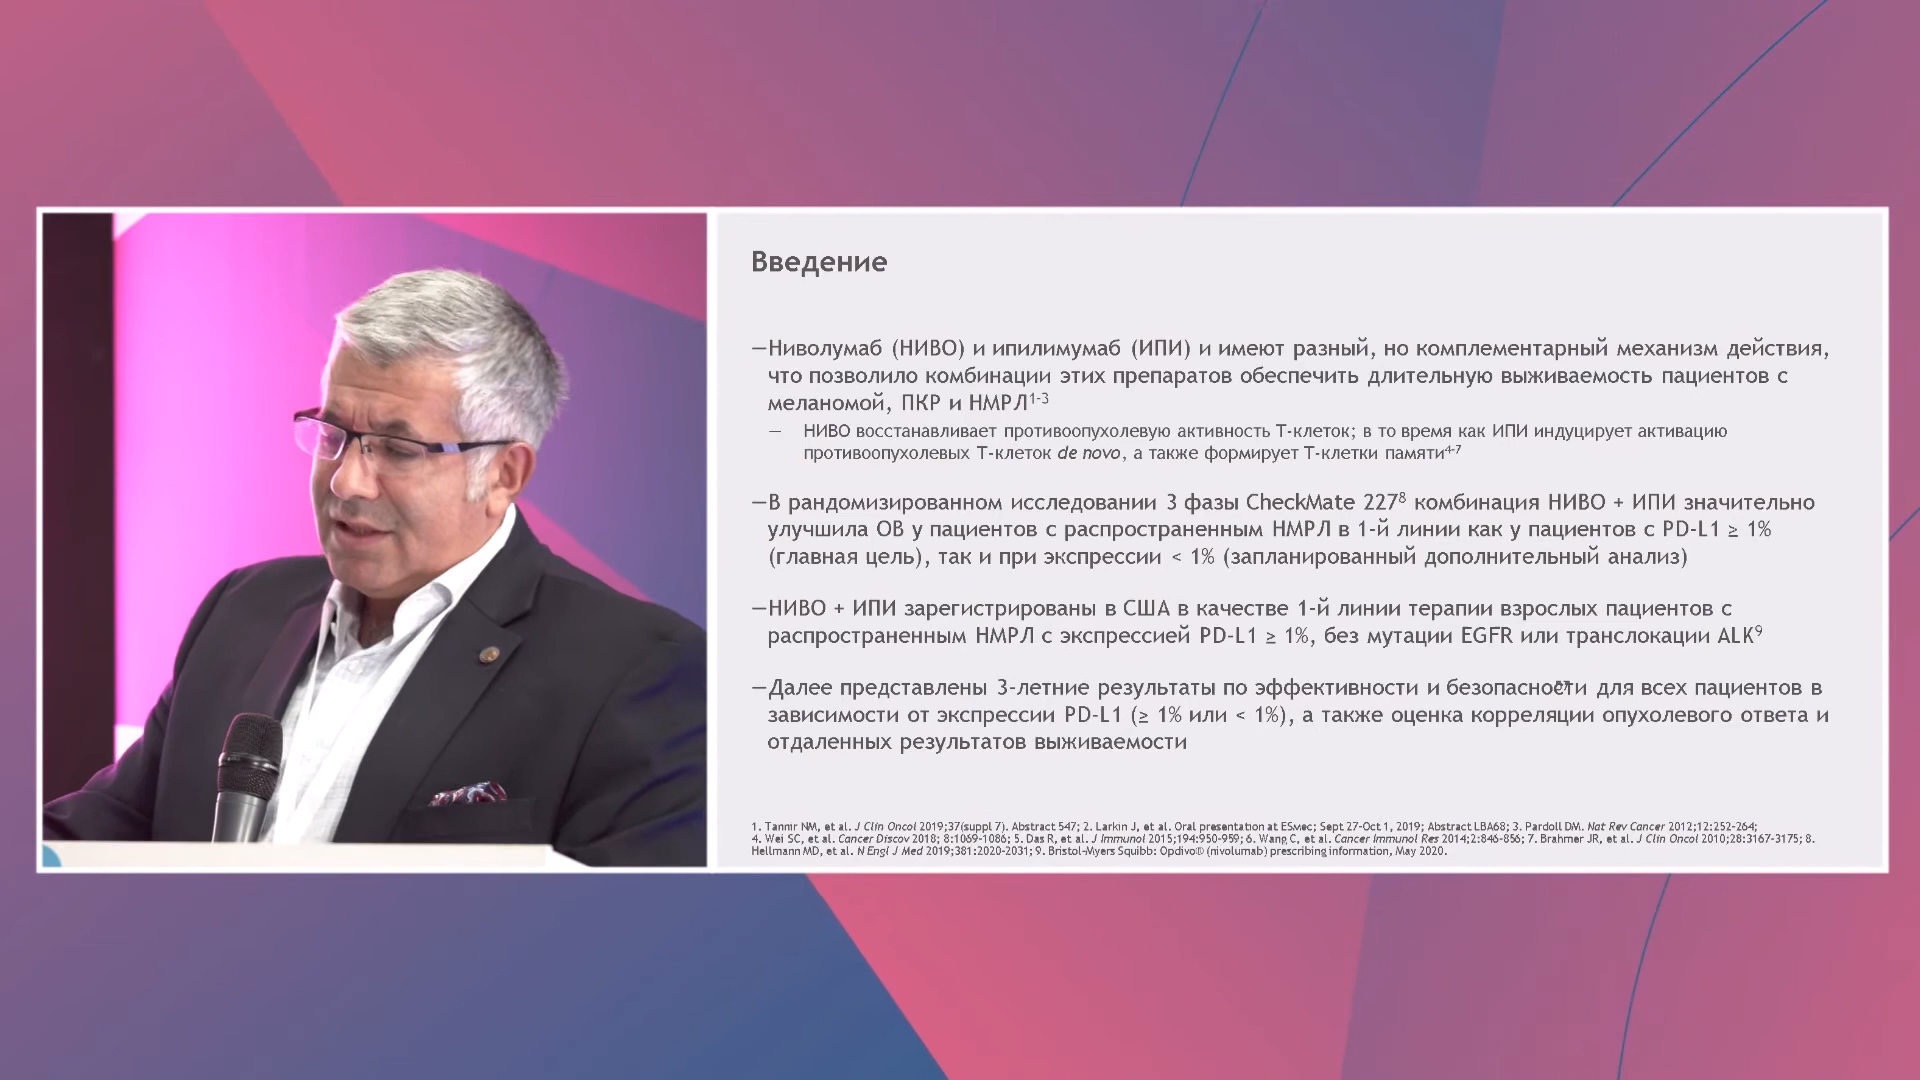 Введение
—Ниволумаб (НИВО) и ипилимумаб (ИПИ) и имеют разный, но комплементарный механизм действия,
что позволило комбинации этих препаратов обеспечить длительную выживаемость пациентов с
меланомой, ПКР и НМРЛ1-3
— НИВО восстанавливает противоопухолевую активность Т-клеток; в то время как ИПИ индуцирует активацию
противоопухолевых Т-клеток de novo, а также формирует Т-клетки памяти4-7
—В рандомизированном исследовании 3 фазы CheckMate 2278 комбинация НИВО + ИПИ значительно
улучшила ОВ у пациентов с распространенным НМРЛ в 1-й линии как у пациентов с PD-L1 ≥ 1%
(главная цель), так и при экспрессии < 1% (запланированный дополнительный анализ)
—НИВО + ИПИ зарегистрированы в США в качестве 1-й линии терапии взрослых пациентов с
распространенным НМРЛ с экспрессией PD-L1 ≥ 1%, без мутации EGFR или транслокации ALK9
—Далее представлены 3-летние результаты по эффективности и безопасности для всех пациентов в
зависимости от экспрессии PD-L1 (≥ 1% или < 1%), а также оценка корреляции опухолевого ответа и
отдаленных результатов выживаемости
1. Tannir NM, et al. J Clin Oncol 2019;37(suppl 7). Abstract 547; 2. Larkin J, et al. Oral presentation at ESмес; Sept 27-Oct 1, 2019; Abstract LBA68; 3. Pardoll DM. Nat Rev Cancer 2012;12:252-264;
4. Wei SC, et al. Cancer Discov 2018; 8:1069-1086; 5. Das R, et al. J Immunol 2015;194:950-959; 6. Wang C, et al. Cancer Immunol Res 2014;2:846-856; 7. Brahmer JR, et al. J Clin Oncol 2010;28:3167-3175; 8.
Hellmann MD, et al. N Engl J Med 2019;381:2020-2031; 9. Bristol-Myers Squibb: Opdivo® (nivolumab) prescribing information, May 2020.